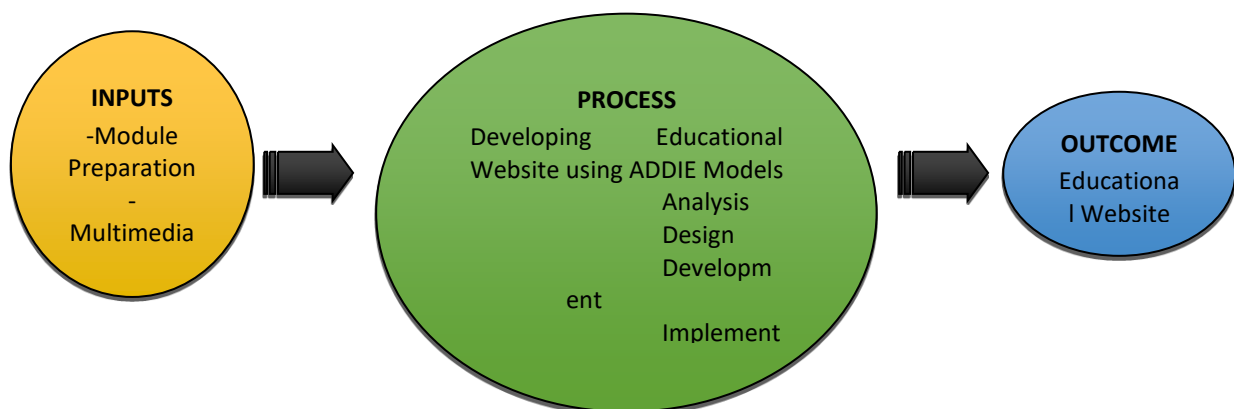 INPUTS
-Module
Preparation
-
Multimedia
PROCESS
Developing Educational
Website using ADDIE Models
Analysis
Design
Developm
ent
Implement
OUTCOME
Educationa
l Website